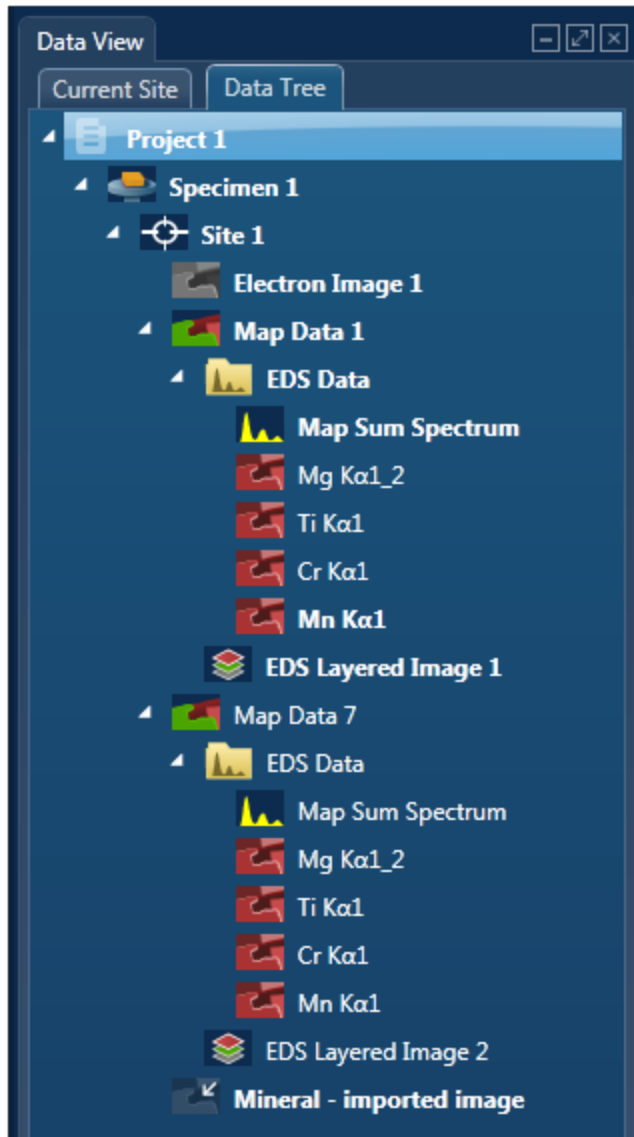 Data View
Current Site
Data Tree
Project 1
Specimen 1
Site 1
Electron Image 1
Map Data 1
EDS Data
Map Sum Spectrum
Mg Kα1_2
Ti Kα1
Cr Kα1
Mn Kα1
EDS Layered Image 1
Map Data 7
EDS Data
Map Sum Spectrum
Mg Kα1_2
Ti Kα1
Cr Kα1
Mn Kα1
EDS Layered Image 2
Mineral - imported image